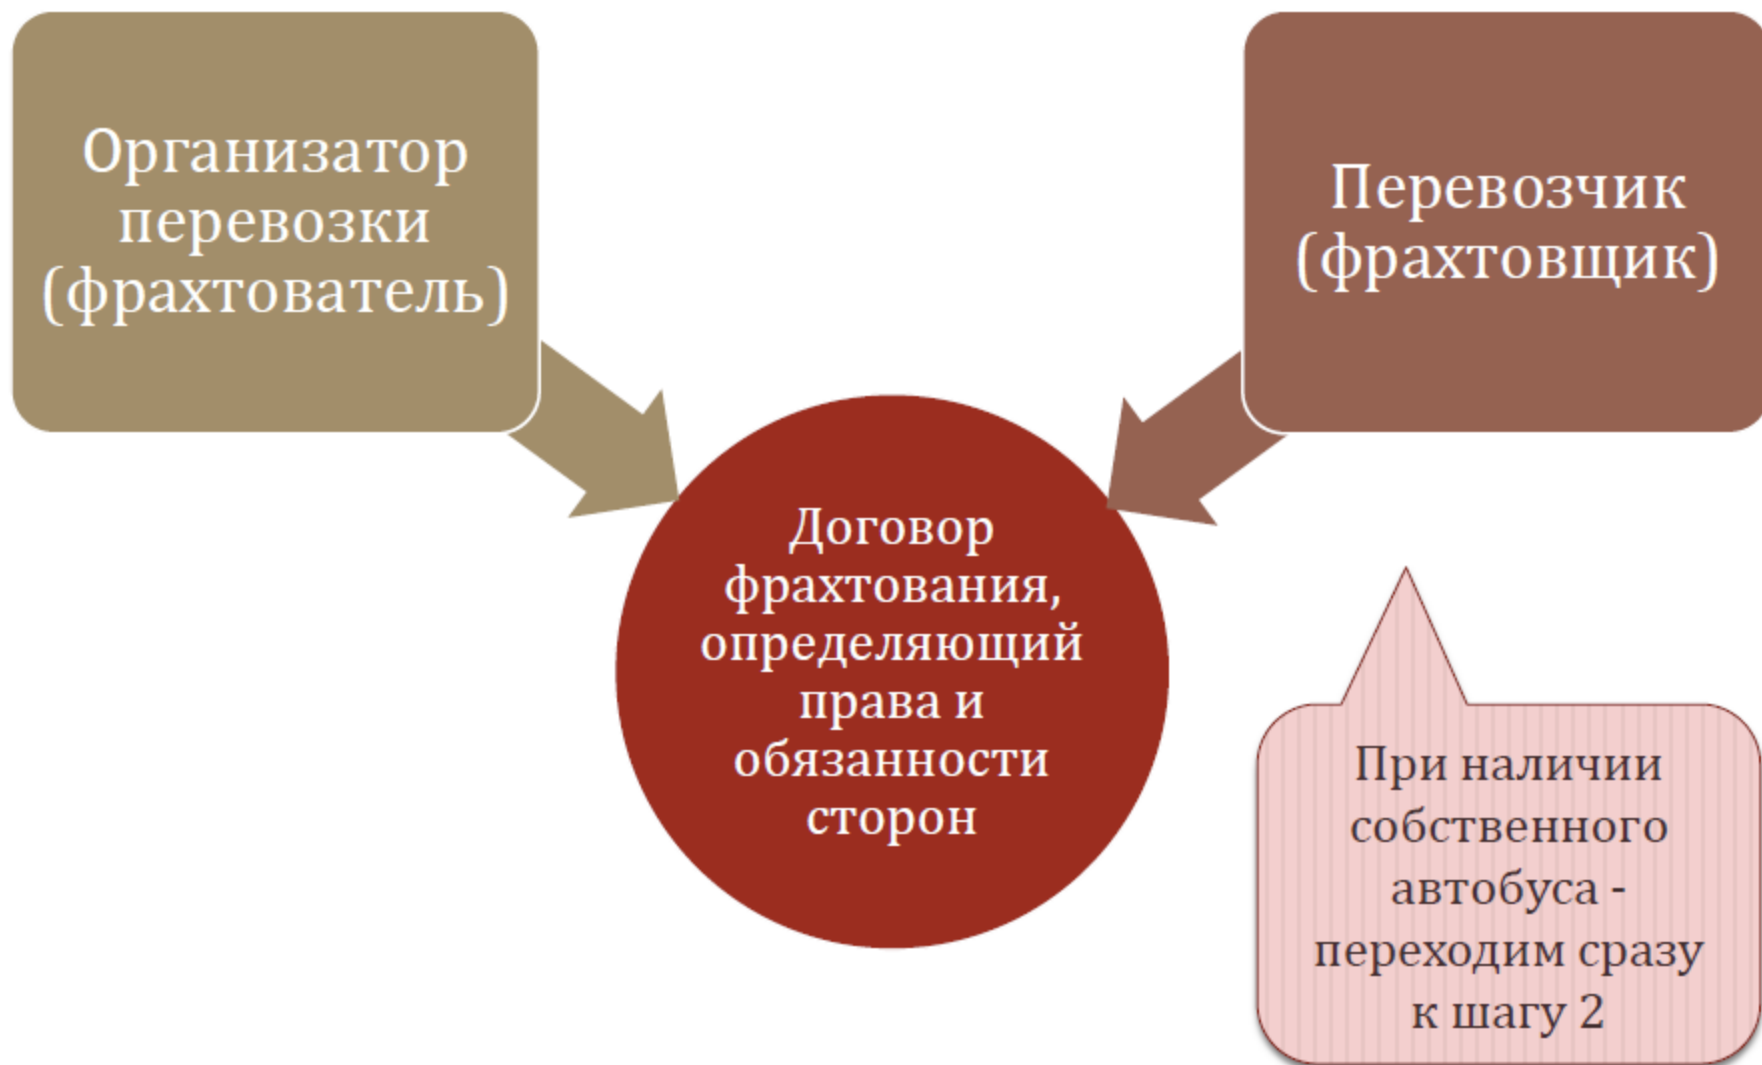 Организатор
перевозки
(фрахтователь)
Перевозчик
(фрахтовщик)
Договор
фрахтования,
определяющий
права и
обязанности
сторон
При наличии
собственного
автобуса -
переходим сразу
к шагу 2